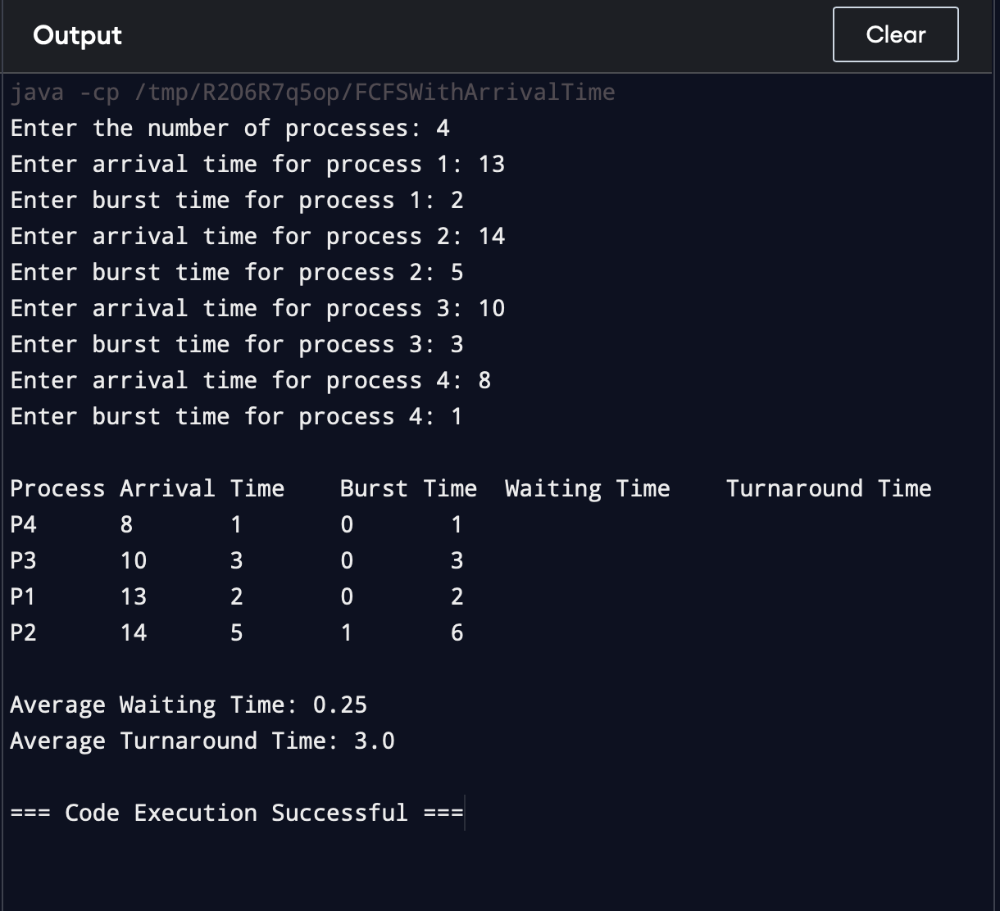 Output
Clear
java -cp /tmp/R2O6R7q5op/FCFSWithArrivalTime
Enter the number of processes: 4
Enter arrival time for process 1: 13
Enter burst time for process 1: 2
Enter arrival time for process 2: 14
Enter burst time for process 2: 5
Enter arrival time for process 3: 10
Enter burst time for process 3: 3
Enter arrival time for process 4: 8
Enter burst time for process 4: 1

Process Arrival Time    Burst Time  Waiting Time    Turnaround Time
P4      8       1       0       1
P3      10      3       0       3
P1      13      2       0       2
P2      14      5       1       6

Average Waiting Time: 0.25
Average Turnaround Time: 3.0

=== Code Execution Successful ===